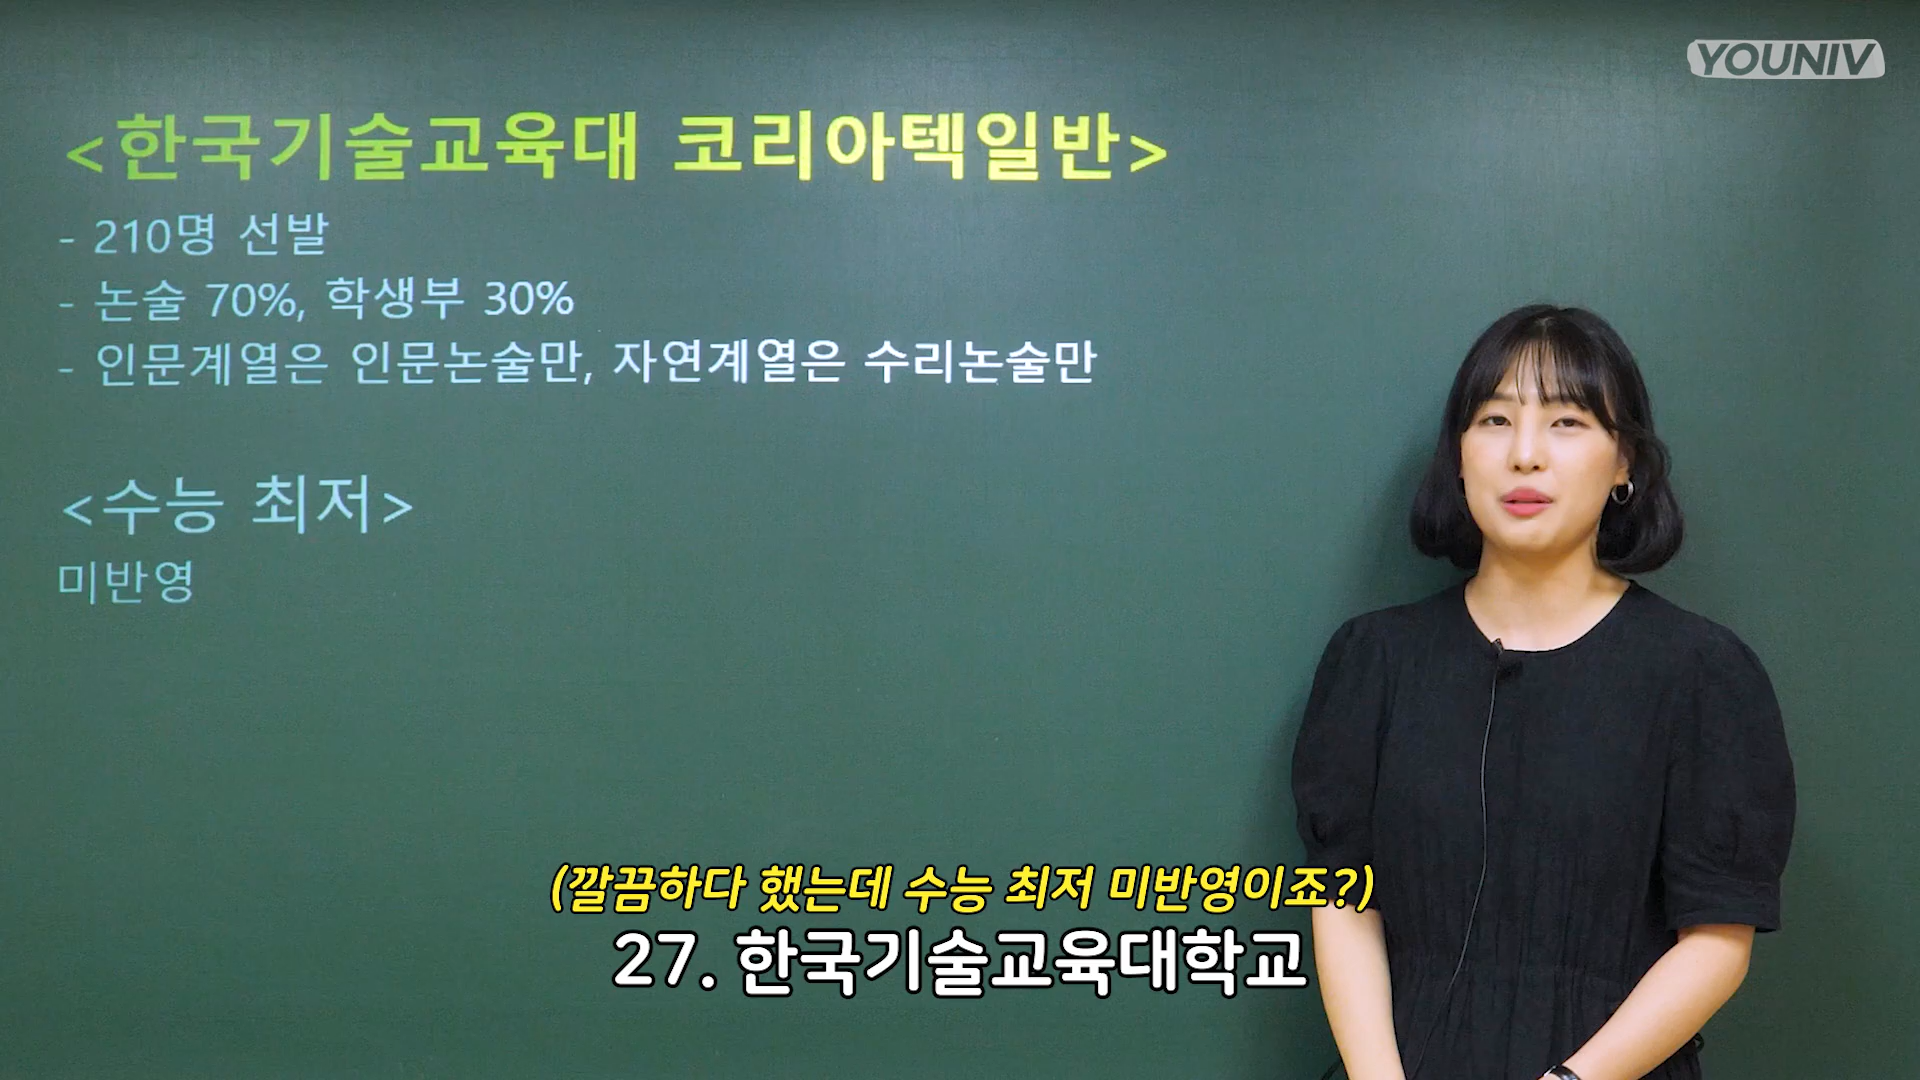 YOUNIV
<한국기술교육대 코리아텍일반>
- 210명 선발
- 논술 70%, 학생부 30%
- 인문계열은 인문논술만, 자연계열은 수리논술만
<수능 최저>
미반영
(깔끔하다 했는데 수능 최저 미반영이죠?)
27. 한국기술교육대학교